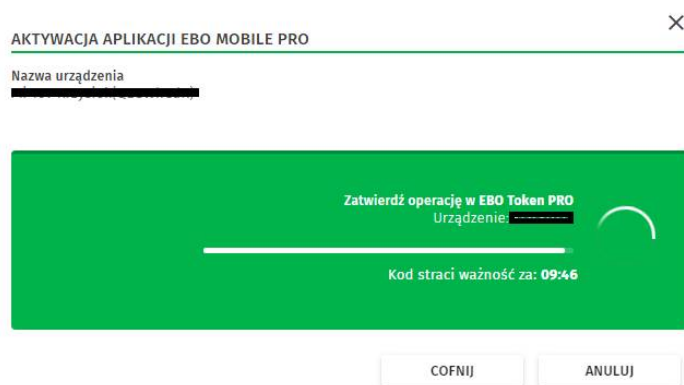 AKTYWACJA APLIKACJI EBO MOBILE PRO
Nazwa urządzenia
Zatwierdź operację w EBO Token PRO
Urządzenie:
Kod straci ważność za: 09:46
COFNIJ
ANULUJ